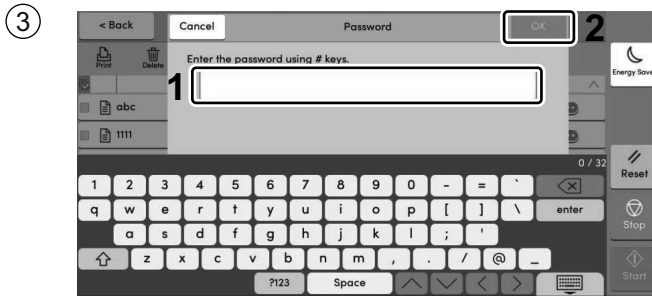 3
< Back Cancel Password OK 2
Print Delete Enter the password using # keys. Energy Save
1
abc
1111
0 / 32
Reset
1 2 3 4 5 6 7 8 9 0 - = `
q w e r t y u i o p [ ] \ enter
Stop
a s d f g h j k l ; '
z x c v b n m , . / @ _
Start
?123 Space